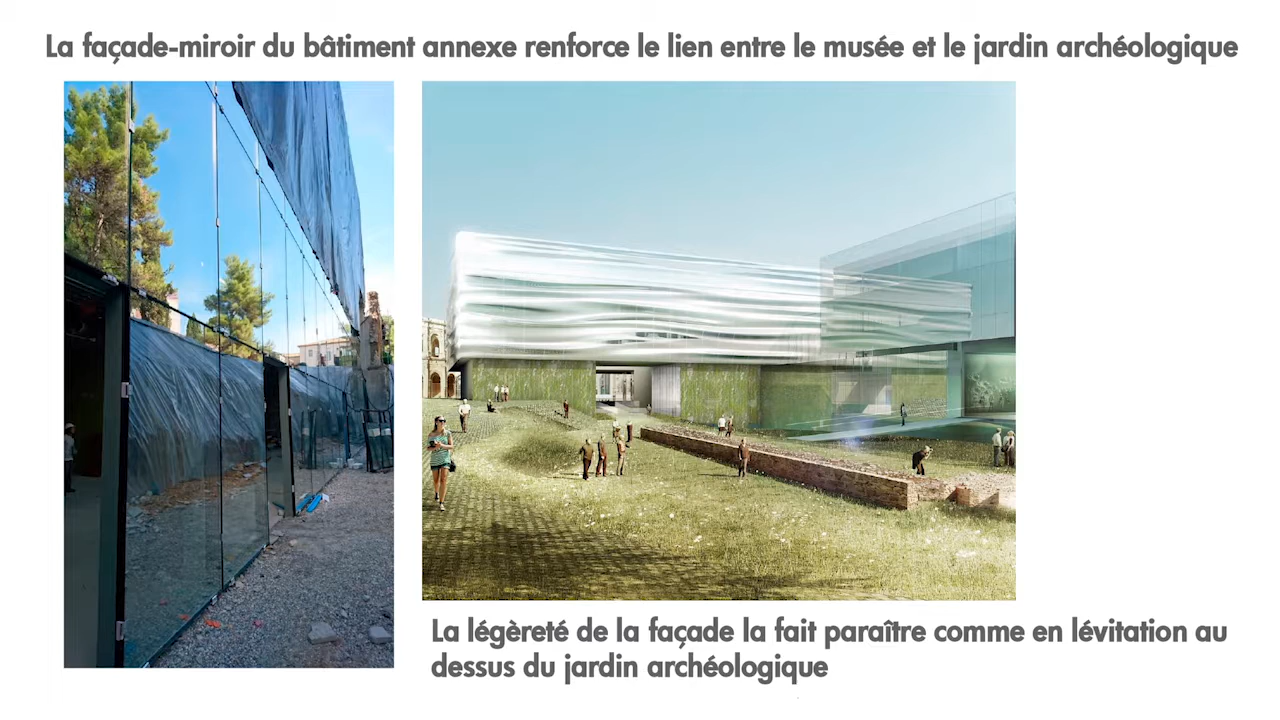 La façade-miroir du bâtiment annexe renforce le lien entre le musée et le jardin archéologique
La légèreté de la façade la fait paraître comme en lévitation au
dessus du jardin archéologique